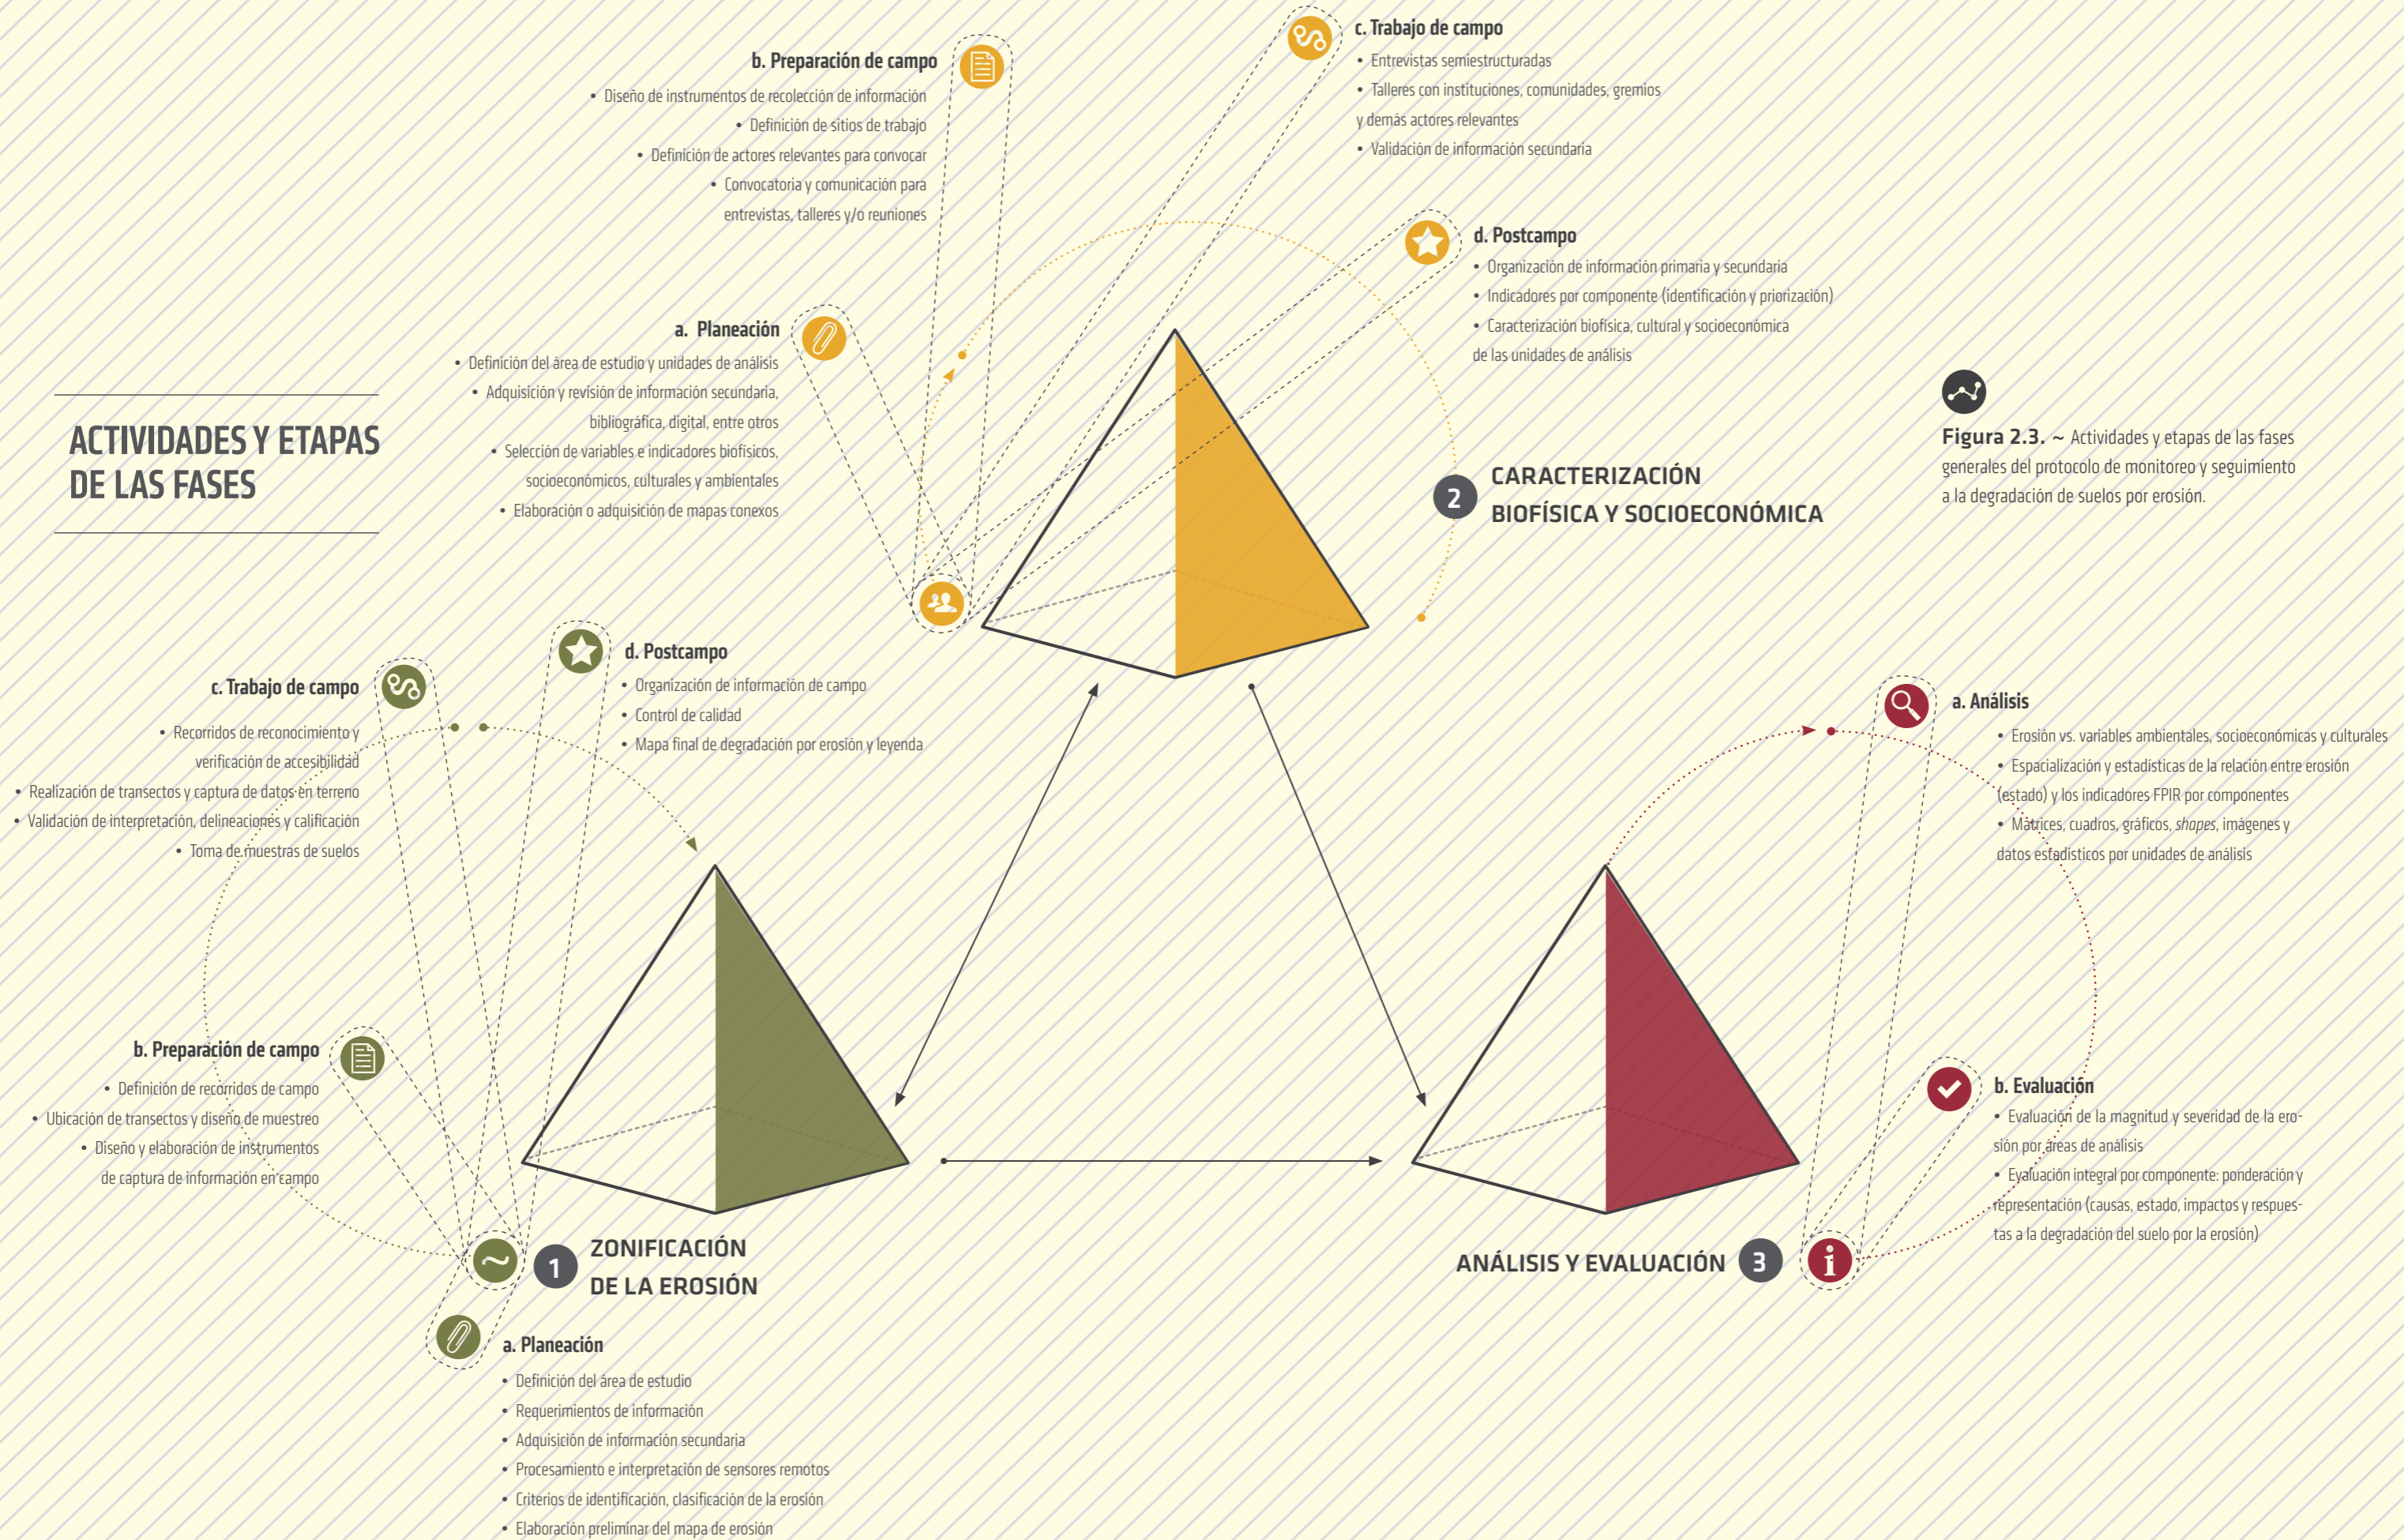 ACTIVIDADES Y ETAPAS
DE LAS FASES
b. Preparación de campo
• Diseño de instrumentos de recolección de información
• Definición de sitios de trabajo
• Definición de actores relevantes para convocar
• Convocatoria y comunicación para
entrevistas, talleres y/o reuniones
c. Trabajo de campo
• Entrevistas semiestructuradas
• Talleres con instituciones, comunidades, gremios
y demás actores relevantes
• Validación de información secundaria
a. Planeación
• Definición del área de estudio y unidades de análisis
• Adquisición y revisión de información secundaria,
bibliográfica, digital, entre otros
• Selección de variables e indicadores biofísicos,
socioeconómicos, culturales y ambientales
• Elaboración o adquisición de mapas conexos
d. Postcampo
• Organización de información primaria y secundaria
• Indicadores por componente (identificación y priorización)
• Caracterización biofísica, cultural y socioeconómica
de las unidades de análisis
2
CARACTERIZACIÓN
BIOFÍSICA Y SOCIOECONÓMICA
Figura 2.3. ~ Actividades y etapas de las fases
generales del protocolo de monitoreo y seguimiento
a la degradación de suelos por erosión.
c. Trabajo de campo
• Recorridos de reconocimiento y
verificación de accesibilidad
• Realización de transectos y captura de datos en terreno
• Validación de interpretación, delineaciones y calificación
• Toma de muestras de suelos
d. Postcampo
• Organización de información de campo
• Control de calidad
• Mapa final de degradación por erosión y leyenda
b. Preparación de campo
• Definición de recorridos de campo
• Ubicación de transectos y diseño de muestreo
• Diseño y elaboración de instrumentos
de captura de información en campo
~
1
ZONIFICACIÓN
DE LA EROSIÓN
a. Planeación
• Definición del área de estudio
• Requerimientos de información
• Adquisición de información secundaria
• Procesamiento e interpretación de sensores remotos
• Criterios de identificación, clasificación de la erosión
• Elaboración preliminar del mapa de erosión
a. Análisis
• Erosión vs. variables ambientales, socioeconómicas y culturales
• Espacialización y estadísticas de la relación entre erosión
(estado) y los indicadores FPIR por componentes
• Matrices, cuadros, gráficos, shapes, imágenes y
datos estadísticos por unidades de análisis
b. Evaluación
• Evaluación de la magnitud y severidad de la ero-
sión por áreas de análisis
• Evaluación integral por componente: ponderación y
representación (causas, estado, impactos y respues-
tas a la degradación del suelo por la erosión)
ANÁLISIS Y EVALUACIÓN
3
i